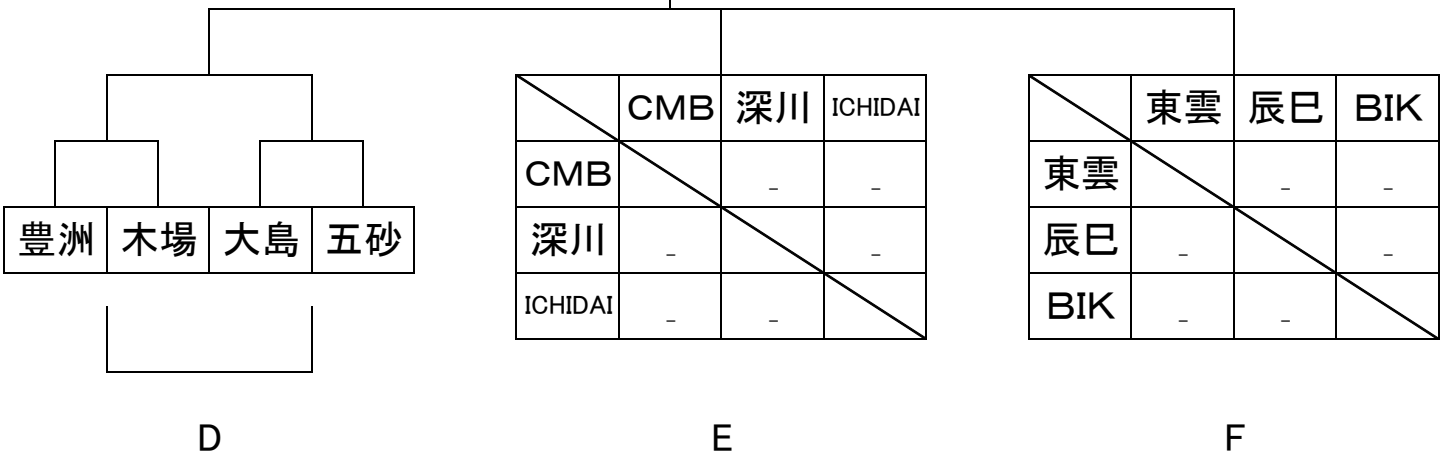 CMB 深川 ICHIDAI
東雲 辰巳 BIK
CMB _ _
東雲 _ _
豊洲 木場 大島 五砂
深川 _ _
辰巳 _ _
ICHIDAI _ _
BIK _ _
D E F